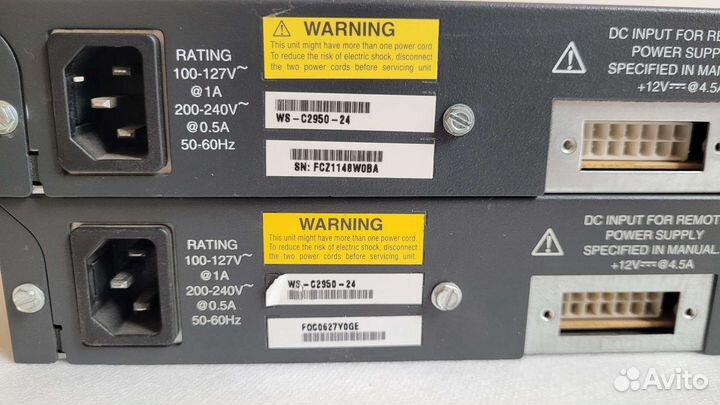 RATING
100-127V~
@1A
200-240V~
@0.5A
50-60Hz
WARNING
This unit might have more than one power cord.
To reduce the risk of electric shock, disconnect
the two power cords before servicing unit
WS-C2950-24
SN: FCZ1148W0BA
DC INPUT FOR REM
POWER SUPP
SPECIFIED IN MANU
+12V⎓@4.5A
RATING
100-127V~
@1A
200-240V~
@0.5A
50-60Hz
WARNING
This unit might have more than one power cord.
To reduce the risk of electric shock, disconnect
the two power cords before servicing unit.
WS-C2950-24
FOC0627Y0GE
DC INPUT FOR REMOT
POWER SUPPLY
SPECIFIED IN MANUAL
+12V⎓@4.5A
Avito